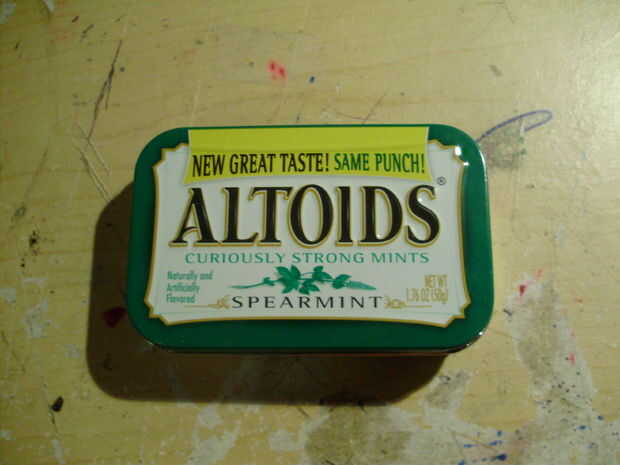 NEW GREAT TASTE! SAME PUNCH!
ALTOIDS®
CURIOUSLY STRONG MINTS
Naturally and
Artificially
Flavored
SPEARMINT
NET WT
1.76 OZ (50g)